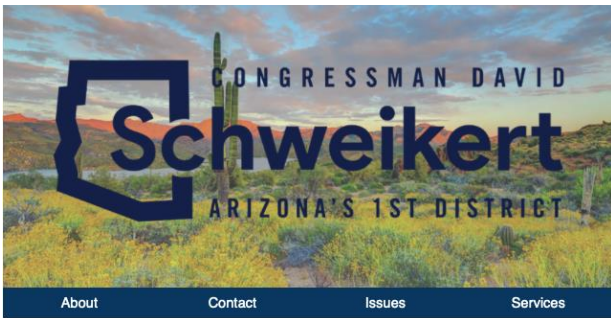 CONGRESSMAN DAVID
Schweikert
ARIZONA'S 1ST DISTRICT
About Contact Issues Services